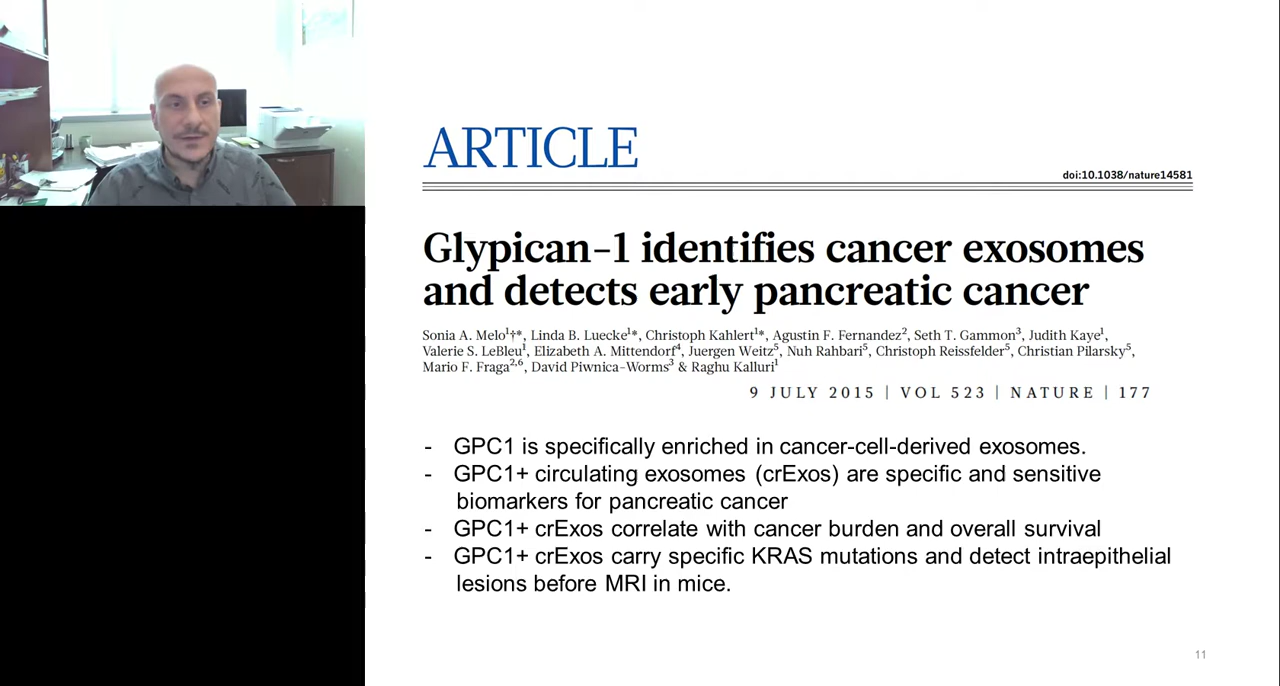 ARTICLE
doi:10.1038/nature14581
Glypican-1 identifies cancer exosomes
and detects early pancreatic cancer
Sonia A. Melo¹†*, Linda B. Luecke¹*, Christoph Kahlert¹*, Agustin F. Fernandez², Seth T. Gammon³, Judith Kaye¹,
Valerie S. LeBleu¹, Elizabeth A. Mittendorf⁴, Juergen Weitz⁵, Nuh Rahbari⁵, Christoph Reissfelder⁵, Christian Pilarsky⁵,
Mario F. Fraga²,⁶, David Piwnica-Worms³ & Raghu Kalluri¹
9 JULY 2015 | VOL 523 | NATURE | 177
- GPC1 is specifically enriched in cancer-cell-derived exosomes.
- GPC1+ circulating exosomes (crExos) are specific and sensitive
biomarkers for pancreatic cancer
- GPC1+ crExos correlate with cancer burden and overall survival
- GPC1+ crExos carry specific KRAS mutations and detect intraepithelial
lesions before MRI in mice.
11